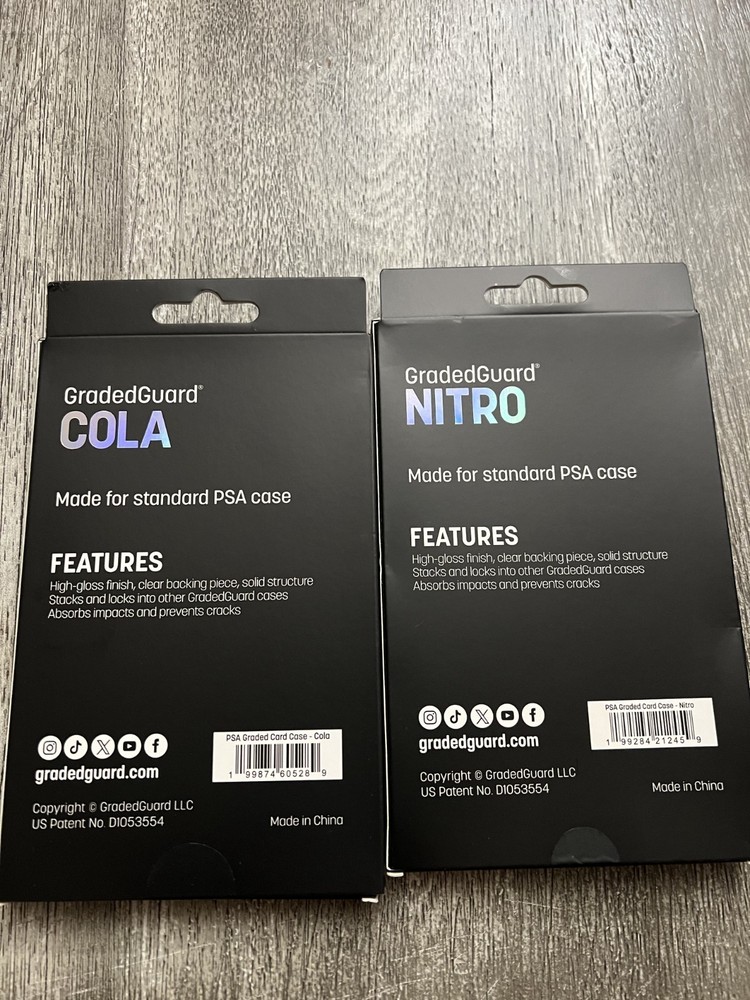 GradedGuard®
COLA
Made for standard PSA case
FEATURES
High-gloss finish, clear backing piece, solid structure
Stacks and locks into other GradedGuard cases
Absorbs impacts and prevents cracks
gradedguard.com
PSA Graded Card Case - Cola
1 99874 60528 9
Copyright © GradedGuard LLC
US Patent No. D1053554
Made in China
GradedGuard®
NITRO
Made for standard PSA case
FEATURES
High-gloss finish, clear backing piece, solid structure
Stacks and locks into other GradedGuard cases
Absorbs impacts and prevents cracks
gradedguard.com
PSA Graded Card Case - Nitro
1 99284 21245 9
Copyright © GradedGuard LLC
US Patent No. D1053554
Made in China